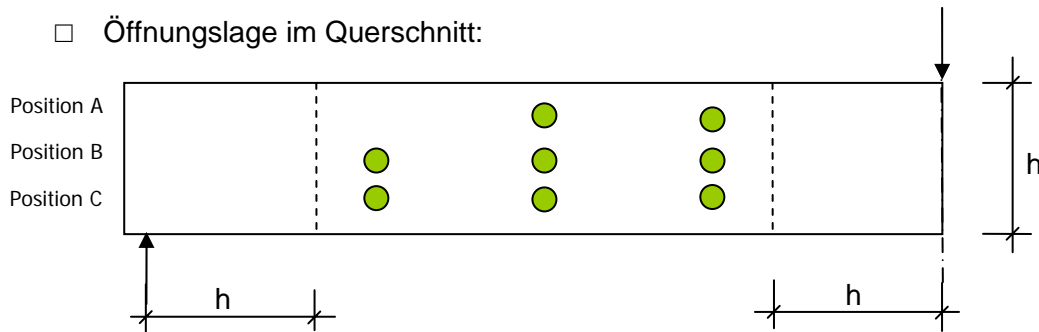 □ Öffnungslage im Querschnitt:
Position A
Position B
Position C
h
h
h